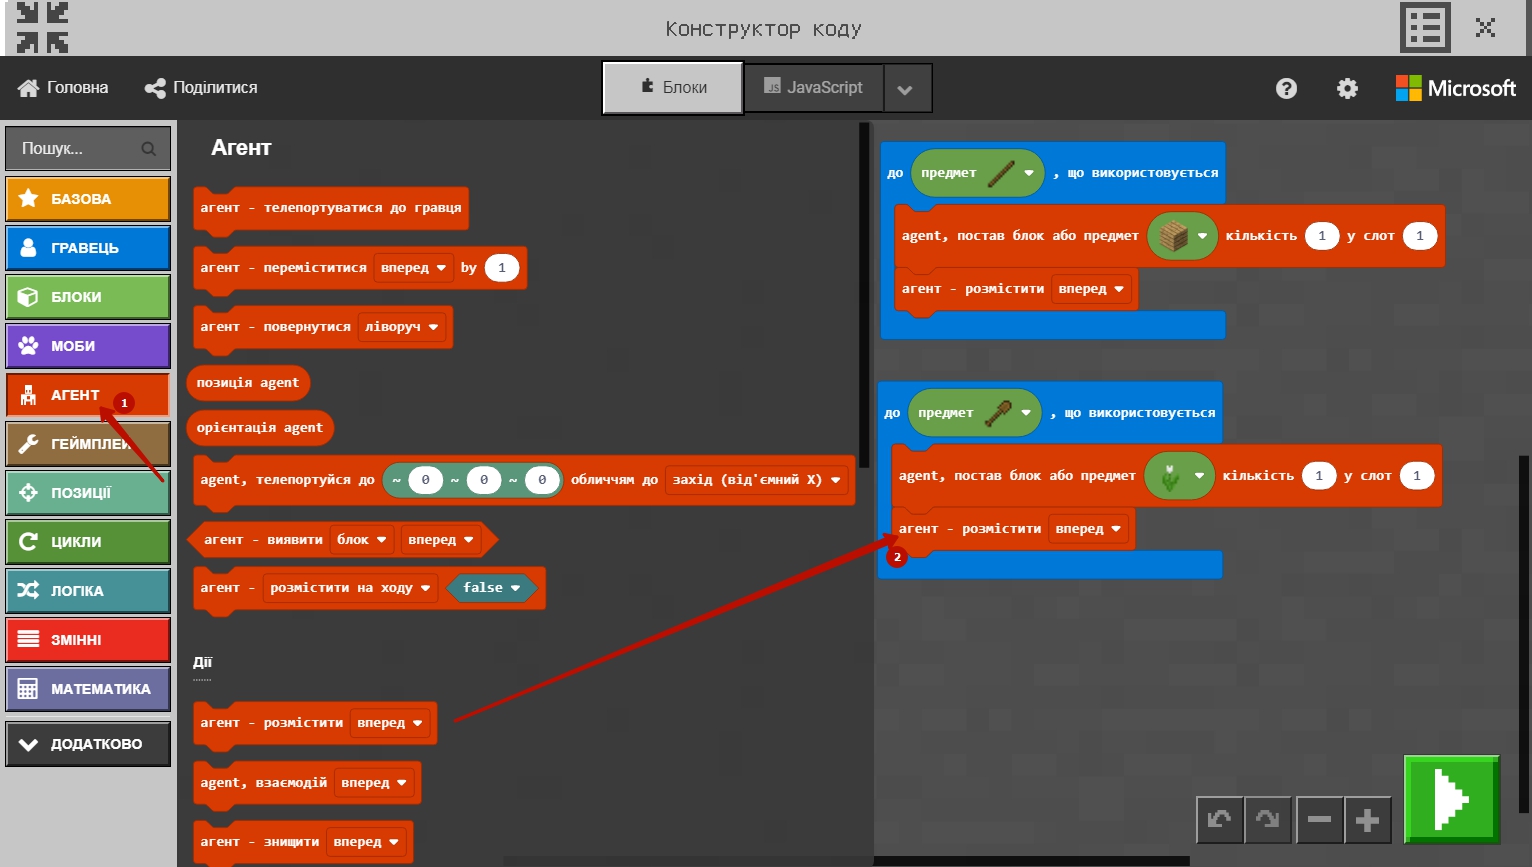 Конструктор коду
Головна
Поділитися
Блоки
JS JavaScript
Microsoft
Пошук...
БАЗОВА
ГРАВЕЦЬ
БЛОКИ
МОБИ
АГЕНТ 1
ГЕЙМПЛЕЙ
ПОЗИЦІЇ
ЦИКЛИ
ЛОГІКА
ЗМІННІ
МАТЕМАТИКА
ДОДАТКОВО
Агент
агент - телепортуватися до гравця
агент - переміститися вперед by 1
агент - повернутися ліворуч
позиція agent
орієнтація agent
agent, телепортуйся до ~ 0 ~ 0 ~ 0 обличчям до захід (від'ємний X)
агент - виявити блок вперед
агент - розмістити на ходу false
Дії
агент - розмістити вперед
agent, взаємодій вперед
агент - знищити вперед
до предмет , що використовується
agent, постав блок або предмет кількість 1 у слот 1
агент - розмістити вперед
до предмет , що використовується
agent, постав блок або предмет кількість 1 у слот 1
агент - розмістити вперед
2